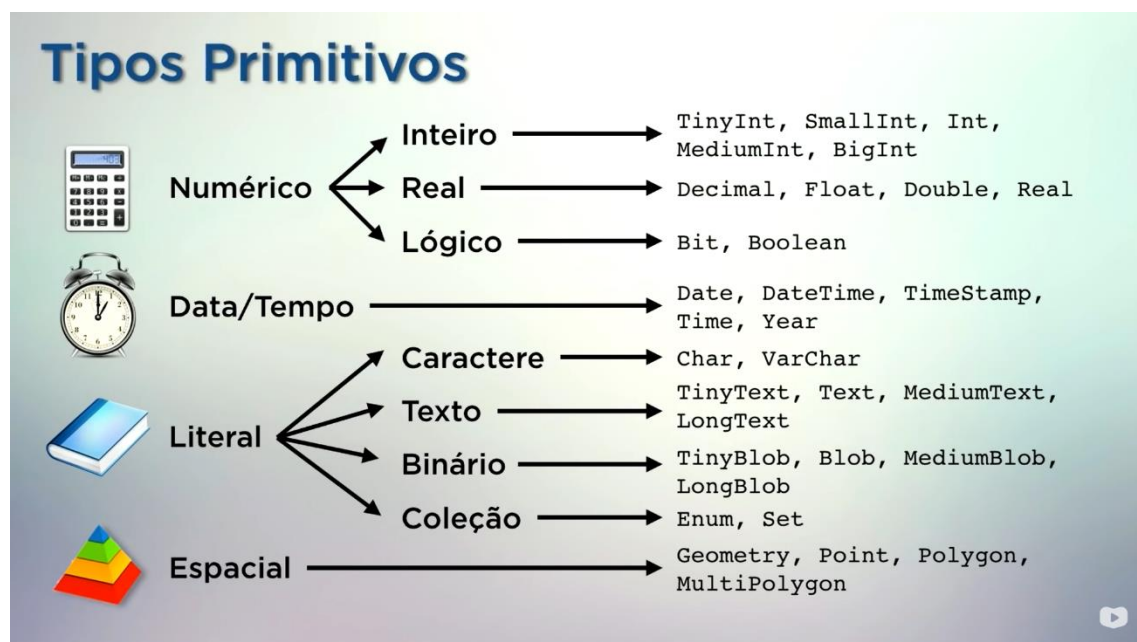 Tipos Primitivos
Numérico
Inteiro
TinyInt, SmallInt, Int,
MediumInt, BigInt
Real
Decimal, Float, Double, Real
Lógico
Bit, Boolean
Data/Tempo
Date, DateTime, TimeStamp,
Time, Year
Literal
Caractere
Char, VarChar
Texto
TinyText, Text, MediumText,
LongText
Binário
TinyBlob, Blob, MediumBlob,
LongBlob
Coleção
Enum, Set
Espacial
Geometry, Point, Polygon,
MultiPolygon